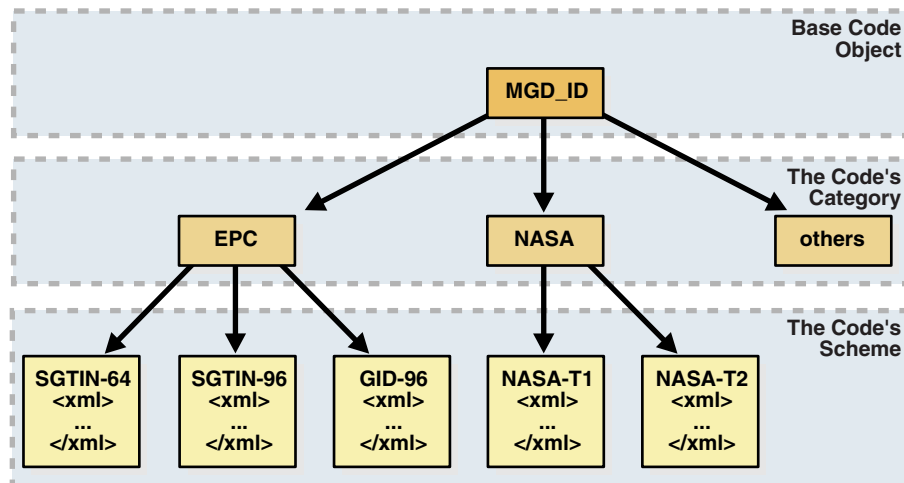 Base Code
Object
MGD_ID
The Code's
Category
EPC
NASA
others
The Code's
Scheme
SGTIN-64
<xml>
...
</xml>
SGTIN-96
<xml>
...
</xml>
GID-96
<xml>
...
</xml>
NASA-T1
<xml>
...
</xml>
NASA-T2
<xml>
...
</xml>